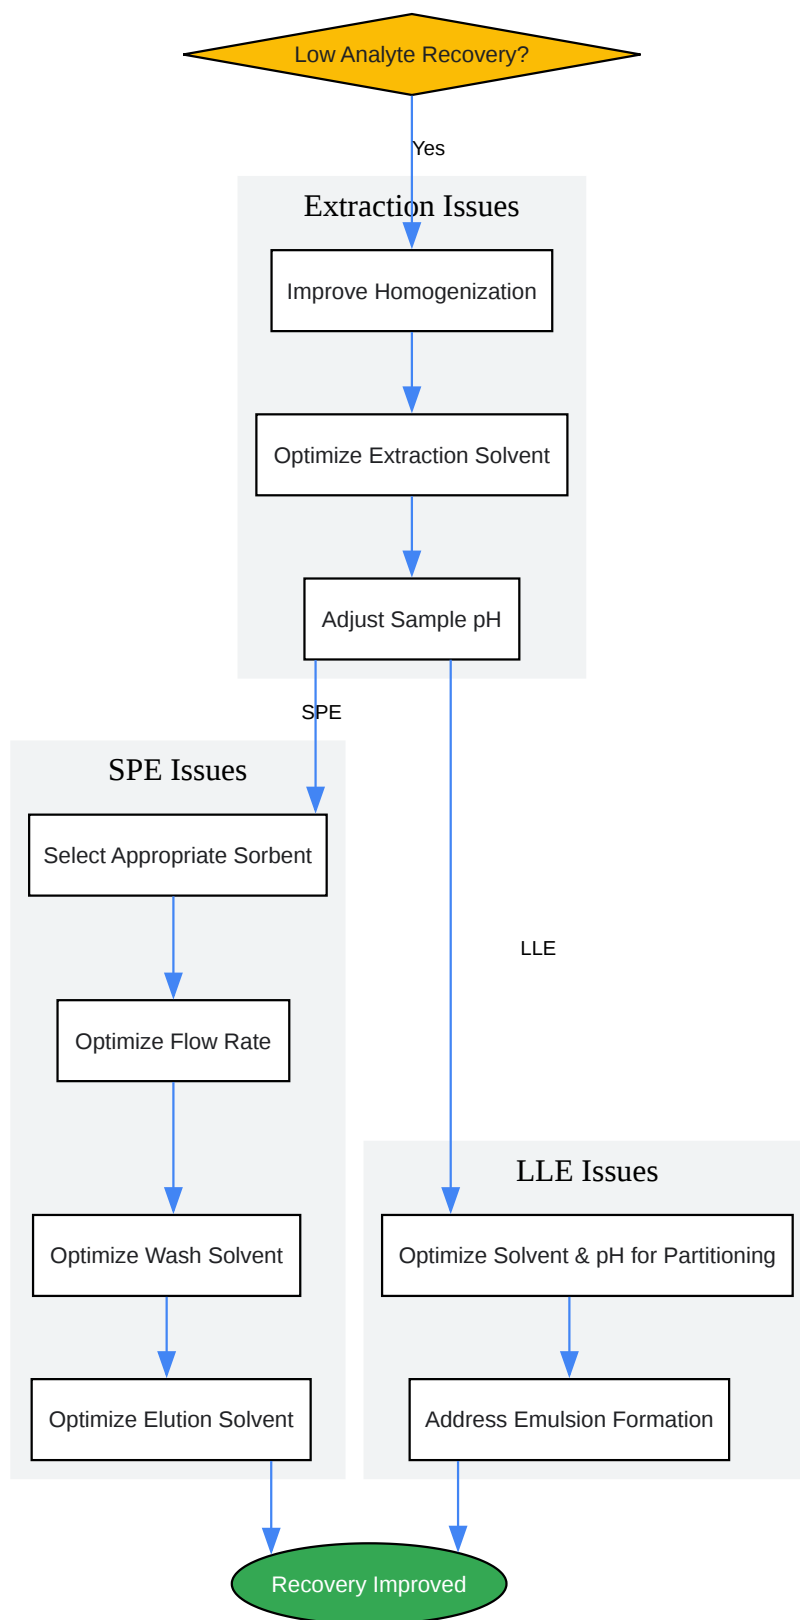 Low Analyte Recovery?
Yes
Extraction Issues
Improve Homogenization
Optimize Extraction Solvent
Adjust Sample pH
SPE
SPE Issues
Select Appropriate Sorbent
LLE
Optimize Flow Rate
LLE Issues
Optimize Wash Solvent
Optimize Solvent & pH for Partitioning
Optimize Elution Solvent
Address Emulsion Formation
Recovery Improved